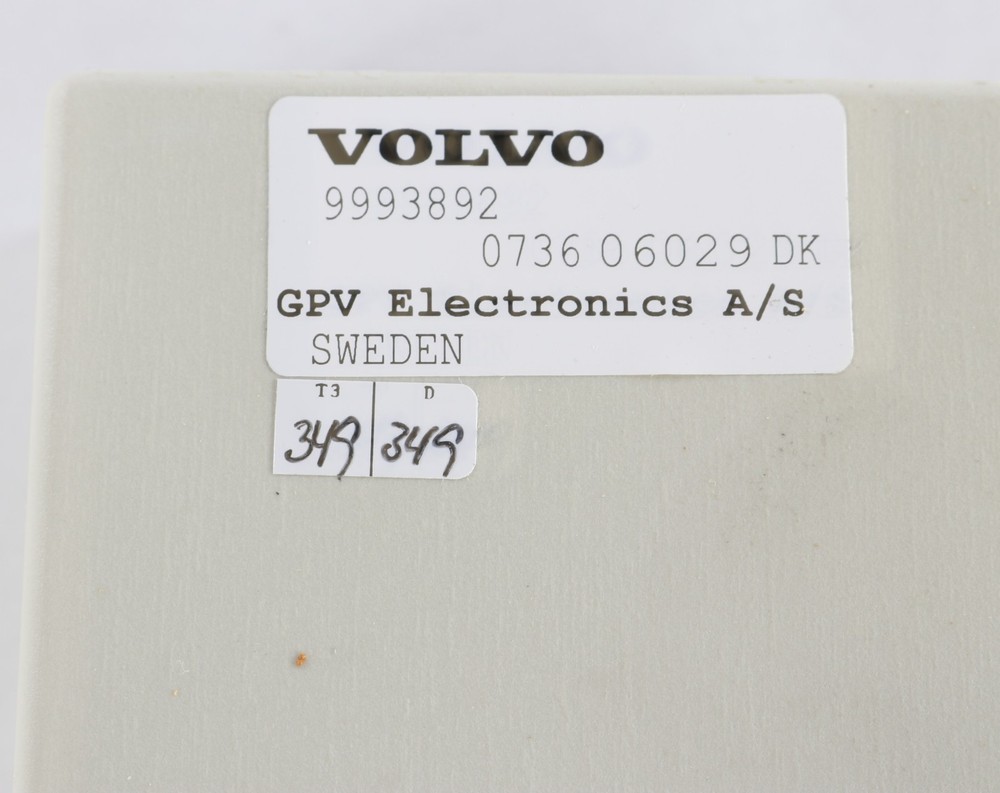 VOLVO
9993892
0736 06029 DK
GPV Electronics A/S
SWEDEN
T3 D
349 349